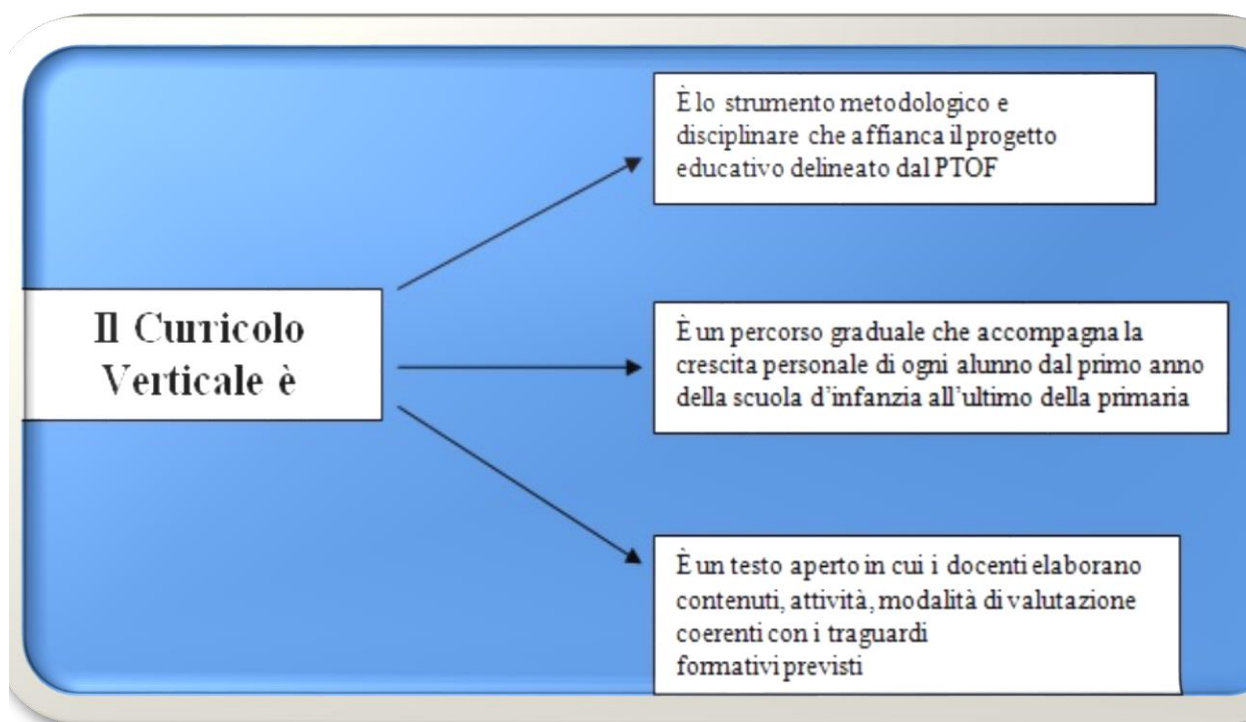 È lo strumento metodologico e
disciplinare che affianca il progetto
educativo delineato dal PTOF
Il Curricolo
Verticale è
È un percorso graduale che accompagna la
crescita personale di ogni alunno dal primo anno
della scuola d’infanzia all’ultimo della primaria
È un testo aperto in cui i docenti elaborano
contenuti, attività, modalità di valutazione
coerenti con i traguardi
formativi previsti